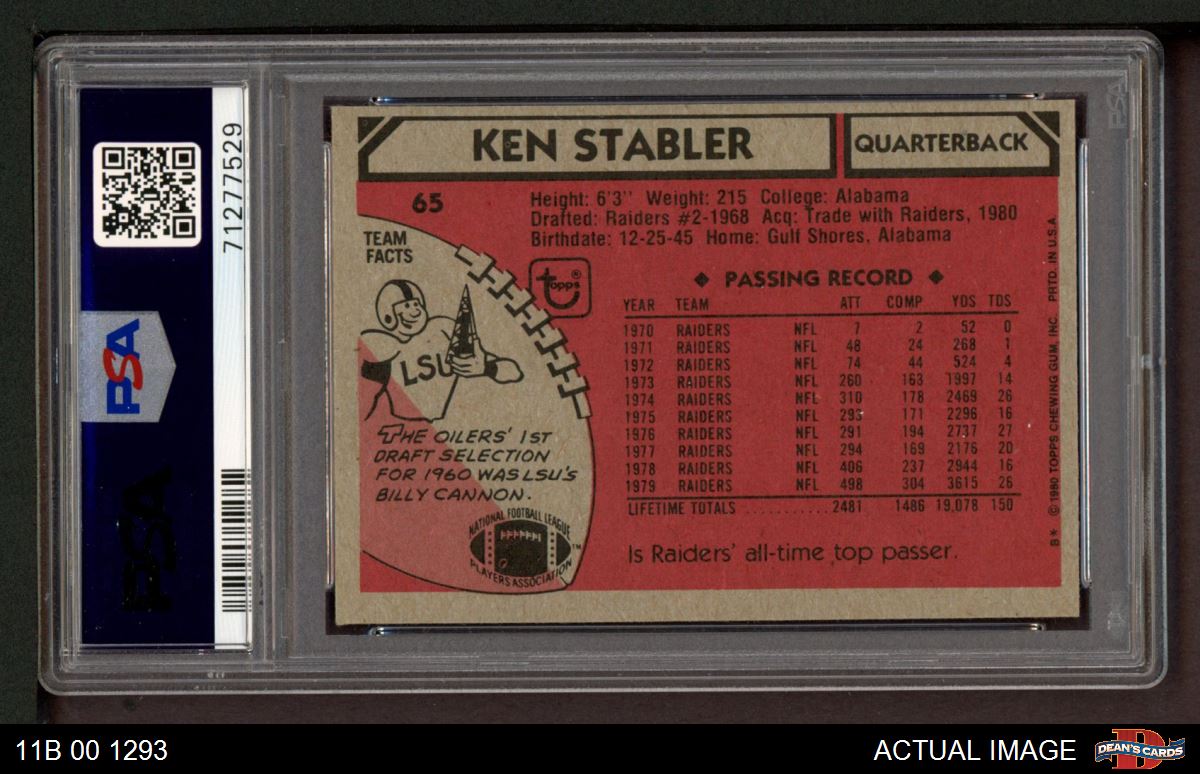 71277529
PSA
PSA
KEN STABLER
QUARTERBACK
65
Height: 6'3'' Weight: 215 College: Alabama
Drafted: Raiders #2-1968 Acq: Trade with Raiders, 1980
Birthdate: 12-25-45 Home: Gulf Shores, Alabama
TEAM
FACTS
topps®
LSU
THE OILERS' 1ST
DRAFT SELECTION
FOR 1960 WAS LSU'S
BILLY CANNON.
NATIONAL FOOTBALL LEAGUE
PLAYERS ASSOCIATION
TM
◆ PASSING RECORD ◆
YEAR TEAM ATT COMP YDS TDS
1970 RAIDERS NFL 7 2 52 0
1971 RAIDERS NFL 48 24 268 1
1972 RAIDERS NFL 74 44 524 4
1973 RAIDERS NFL 260 163 1997 14
1974 RAIDERS NFL 310 178 2469 26
1975 RAIDERS NFL 293 171 2296 16
1976 RAIDERS NFL 291 194 2737 27
1977 RAIDERS NFL 294 169 2176 20
1978 RAIDERS NFL 406 237 2944 16
1979 RAIDERS NFL 498 304 3615 26
LIFETIME TOTALS ........... 2481 1486 19,078 150
Is Raiders' all-time top passer.
B* © 1980 TOPPS CHEWING GUM, INC. PRTD. IN U.S.A
PSA
11B 00 1293
ACTUAL IMAGE
DEAN'S CARDS